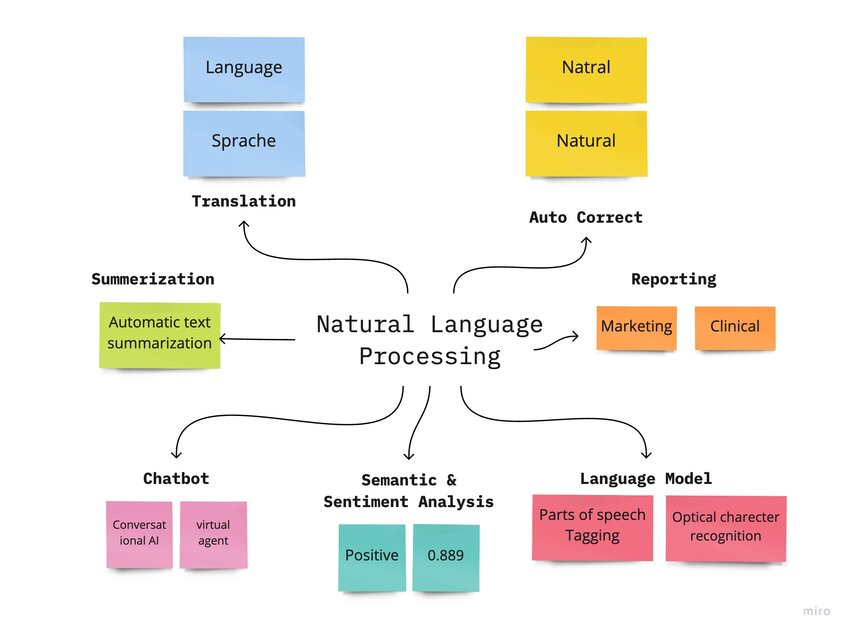 Language
Sprache
Translation
Natral
Natural
Auto Correct
Summerization
Automatic text
summarization
Natural Language
Processing
Reporting
Marketing
Clinical
Chatbot
Conversat
ional AI
virtual
agent
Semantic &
Sentiment Analysis
Positive
0.889
Language Model
Parts of speech
Tagging
Optical charecter
recognition
miro